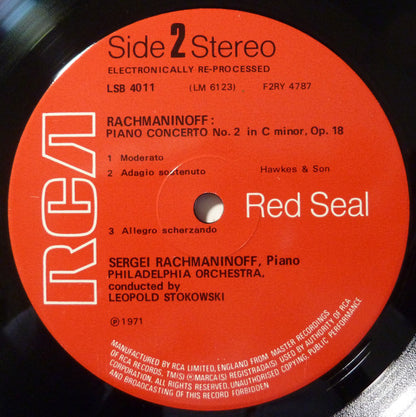 Side 2 Stereo
ELECTRONICALLY RE-PROCESSED
LSB 4011 (LM 6123) F2RY 4787
RCA
RACHMANINOFF:
PIANO CONCERTO No. 2 in C minor, Op. 18
1 Moderato
2 Adagio sostenuto Hawkes & Son
Red Seal
3 Allegro scherzando
SERGEI RACHMANINOFF, Piano
PHILADELPHIA ORCHESTRA,
conducted by
LEOPOLD STOKOWSKI
℗ 1971
MANUFACTURED BY RCA LIMITED, ENGLAND FROM MASTER RECORDINGS
OF RCA RECORDS, TM(S) ® MARCA(S) REGISTRADA(S) USED BY AUTHORITY OF RCA
CORPORATION, ALL RIGHTS RESERVED, UNAUTHORISED COPYING, PUBLIC PERFORMANCE
AND BROADCASTING OF THIS RECORD FORBIDDEN